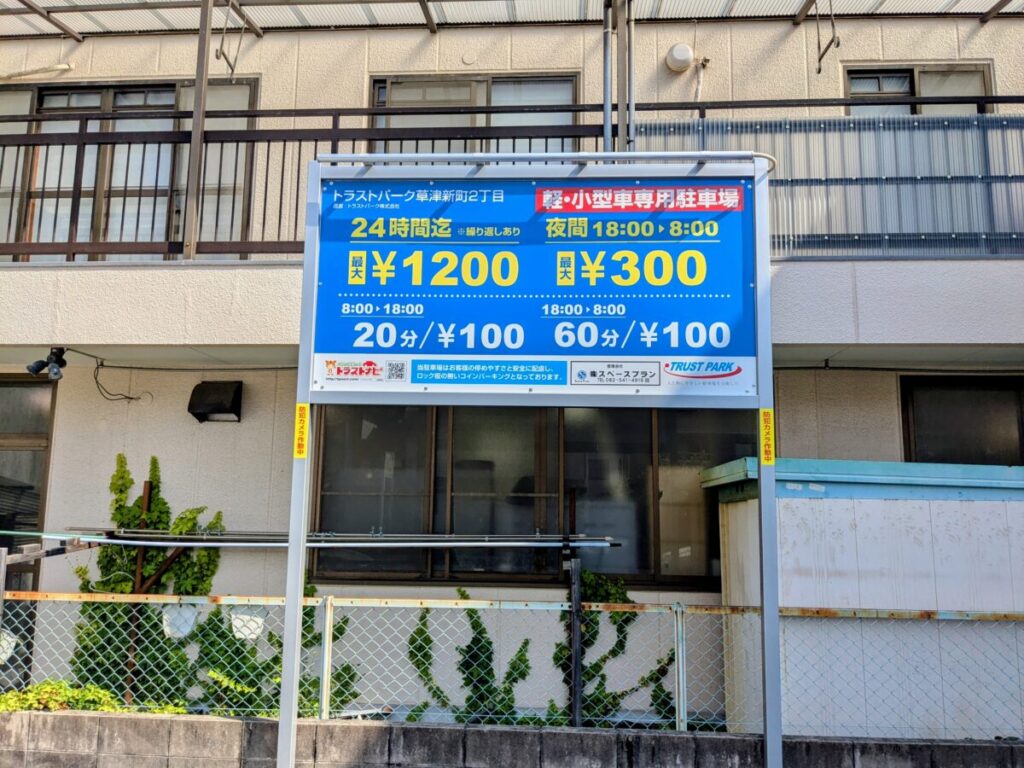 トラストパーク草津新町2丁目
軽・小型車専用駐車場
24時間迄 ※繰り返しあり
最大 ¥1200
夜間 18:00▸8:00
最大 ¥300
8:00▸18:00
20分/¥100
18:00▸8:00
60分/¥100
トラストナビ
当駐車場はお客様の停めやすさと安全に配慮し、
ロック板の無いコインパーキングとなっております。
管理会社
㈱スペースプラン
TRUST PARK
防犯カメラ作動中
防犯カメラ作動中